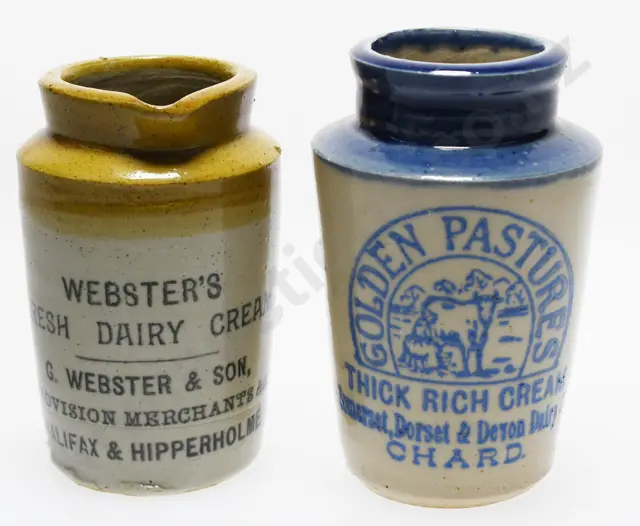 WEBSTER'S
RESH DAIRY CREA
G. WEBSTER & SON,
OVISION MERCHANTS &
ALIFAX & HIPPERHOLME
GOLDEN PASTURES
THICK RICH CREAM
Somerset, Dorset & Devon Dairy
CHARD.